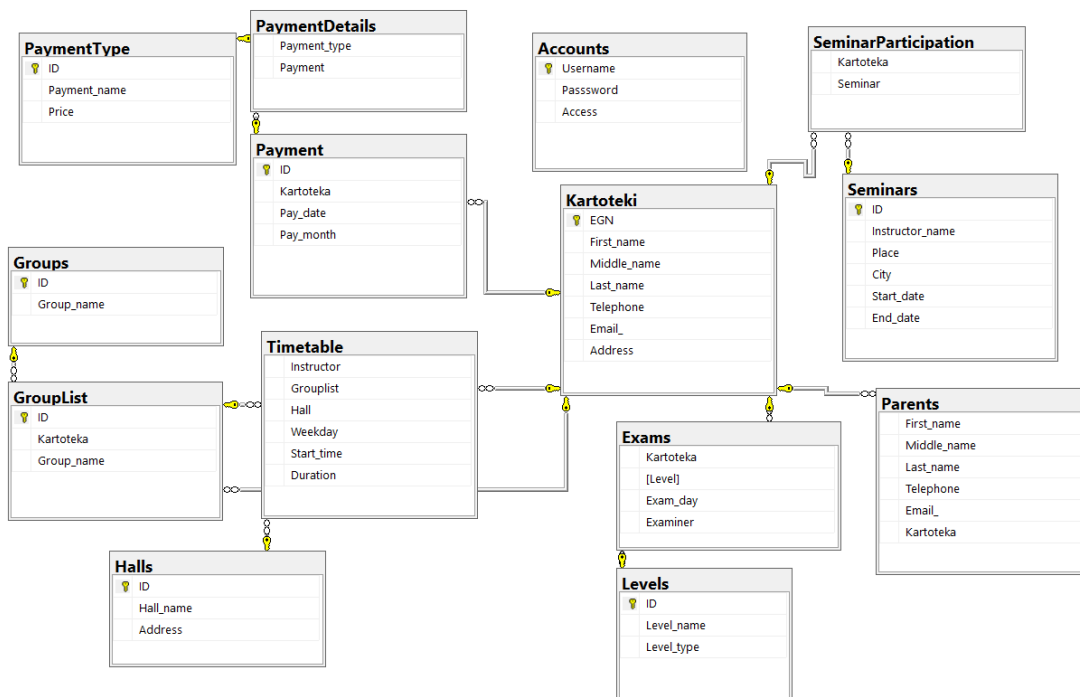 PaymentType
ID
Payment_name
Price
PaymentDetails
Payment_type
Payment
Payment
ID
Kartoteka
Pay_date
Pay_month
Accounts
Username
Passsword
Access
SeminarParticipation
Kartoteka
Seminar
Kartoteki
EGN
First_name
Middle_name
Last_name
Telephone
Email_
Address
Seminars
ID
Instructor_name
Place
City
Start_date
End_date
Groups
ID
Group_name
GroupList
ID
Kartoteka
Group_name
Timetable
Instructor
Grouplist
Hall
Weekday
Start_time
Duration
Halls
ID
Hall_name
Address
Exams
Kartoteka
[Level]
Exam_day
Examiner
Levels
ID
Level_name
Level_type
Parents
First_name
Middle_name
Last_name
Telephone
Email_
Kartoteka